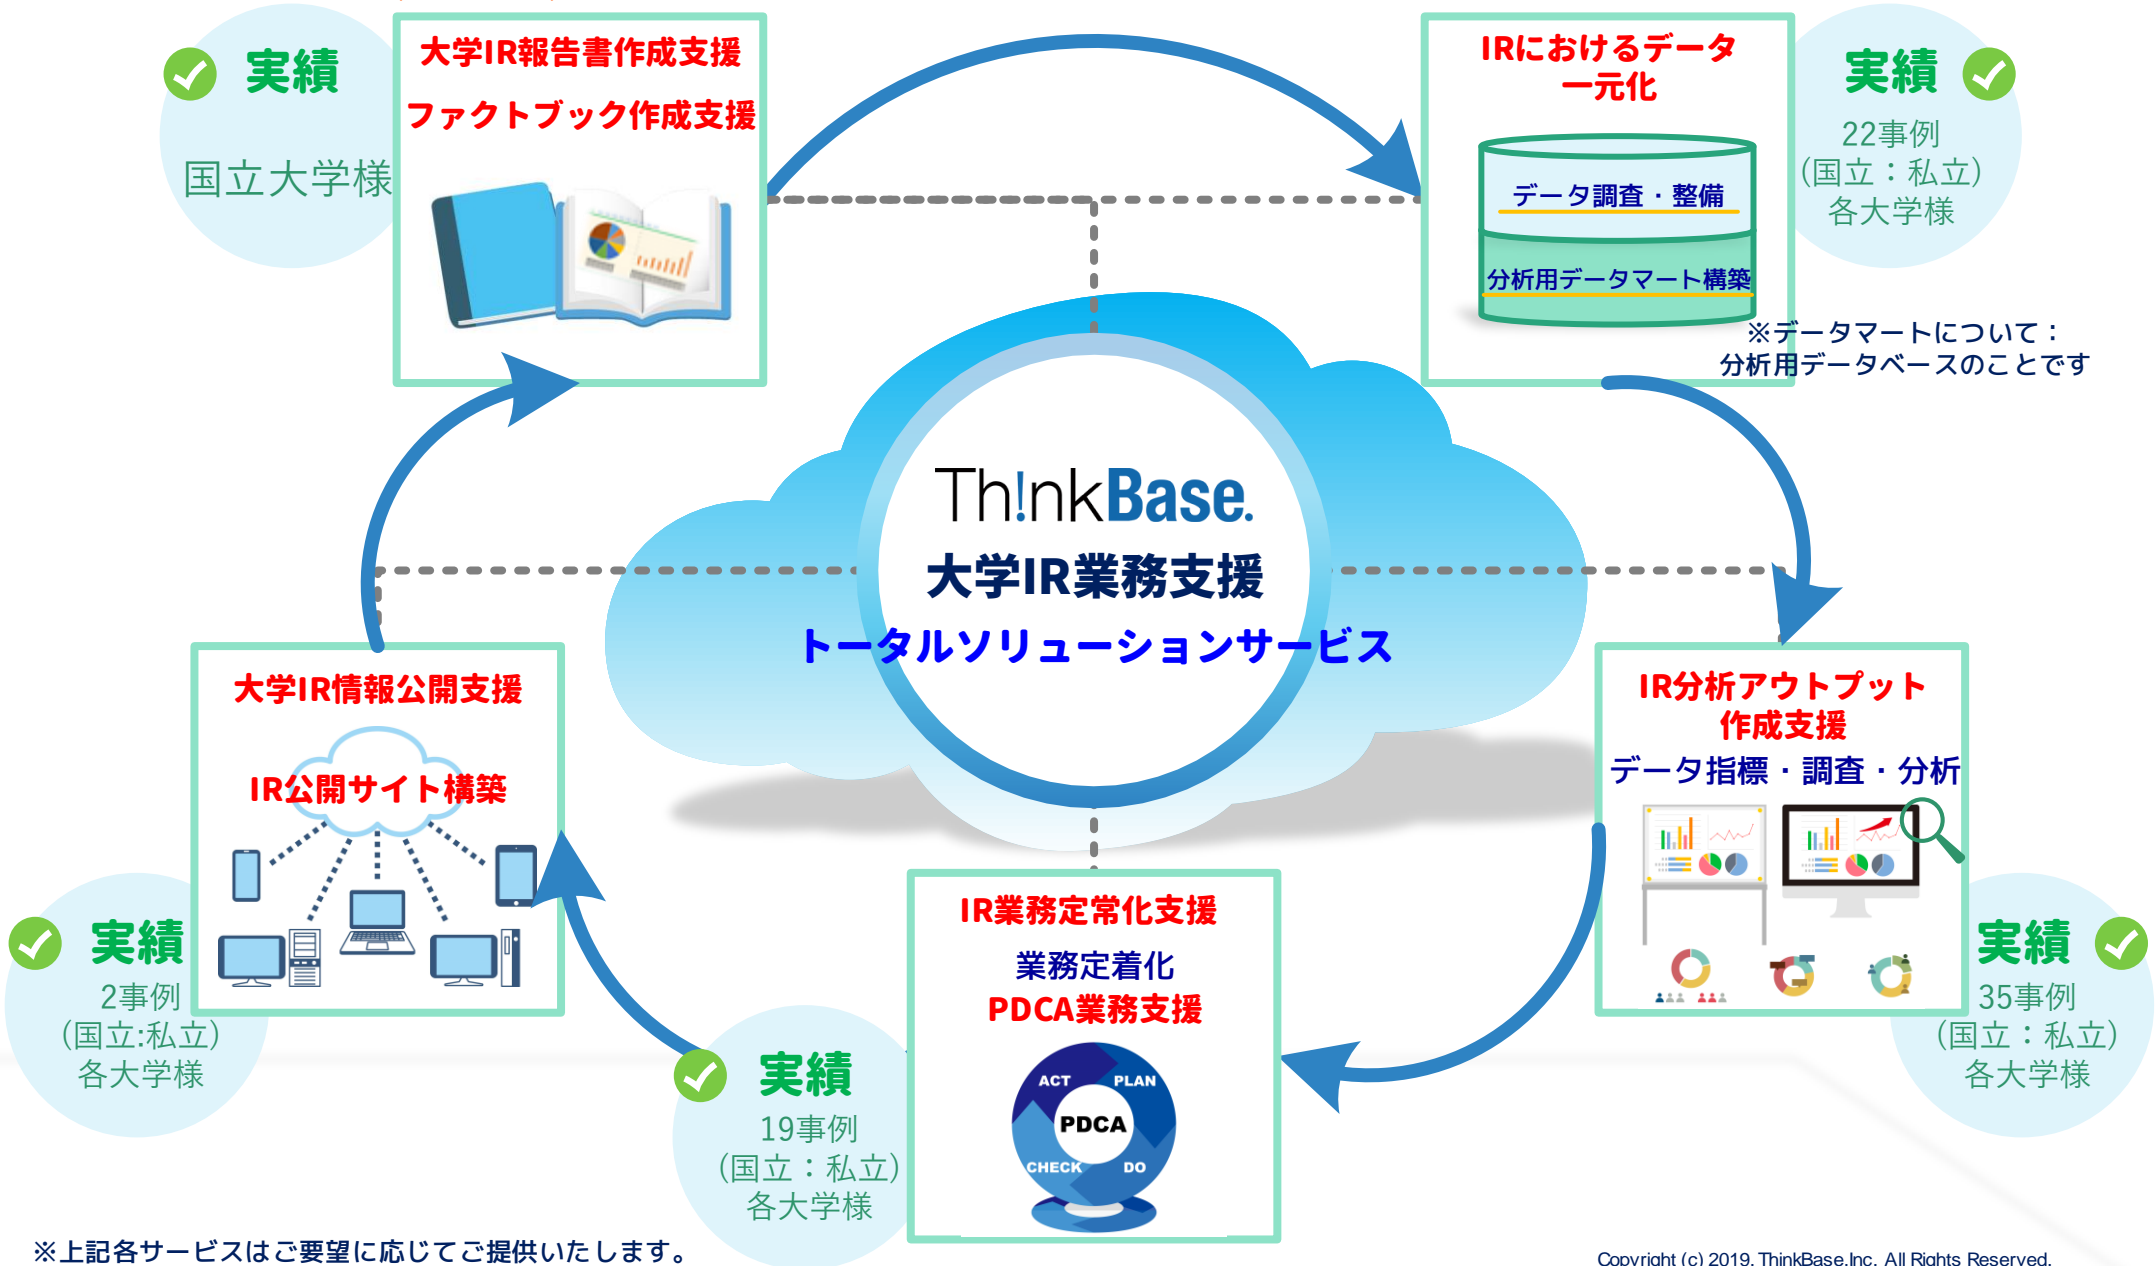 実績
国立大学様
大学IR報告書作成支援
ファクトブック作成支援
IRにおけるデータ
一元化
データ調査・整備
分析用データマート構築
※データマートについて：
分析用データベースのことです
実績
22事例
(国立：私立)
各大学様
Th!nkBase.
大学IR業務支援
トータルソリューションサービス
大学IR情報公開支援
IR公開サイト構築
実績
2事例
(国立:私立)
各大学様
IR分析アウトプット
作成支援
データ指標・調査・分析
実績
35事例
(国立：私立)
各大学様
IR業務定常化支援
業務定着化
PDCA業務支援
ACT
PLAN
PDCA
CHECK
DO
実績
19事例
(国立：私立)
各大学様
※上記各サービスはご要望に応じてご提供いたします。
Copyright (c) 2019. ThinkBase.Inc. All Rights Reserved.